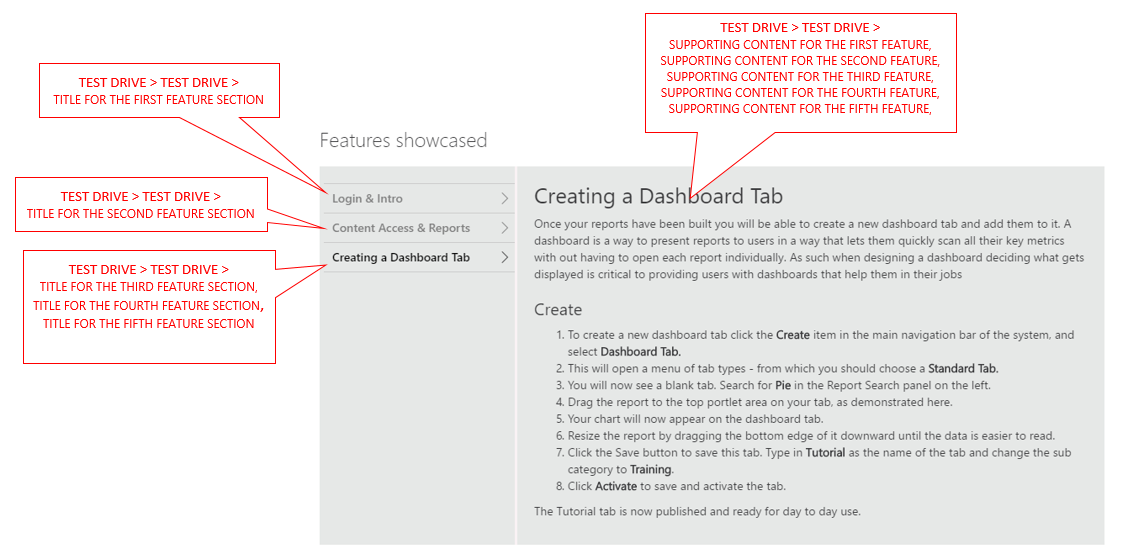 TEST DRIVE > TEST DRIVE >
SUPPORTING CONTENT FOR THE FIRST FEATURE,
SUPPORTING CONTENT FOR THE SECOND FEATURE,
SUPPORTING CONTENT FOR THE THIRD FEATURE,
SUPPORTING CONTENT FOR THE FOURTH FEATURE,
SUPPORTING CONTENT FOR THE FIFTH FEATURE,
TEST DRIVE > TEST DRIVE >
TITLE FOR THE FIRST FEATURE SECTION
Features showcased
TEST DRIVE > TEST DRIVE >
TITLE FOR THE SECOND FEATURE SECTION
TEST DRIVE > TEST DRIVE >
TITLE FOR THE THIRD FEATURE SECTION,
TITLE FOR THE FOURTH FEATURE SECTION,
TITLE FOR THE FIFTH FEATURE SECTION
Login & Intro
Content Access & Reports
Creating a Dashboard Tab
Creating a Dashboard Tab
Once your reports have been built you will be able to create a new dashboard tab and add them to it. A
dashboard is a way to present reports to users in a way that lets them quickly scan all their key metrics
with out having to open each report individually. As such when designing a dashboard deciding what gets
displayed is critical to providing users with dashboards that help them in their jobs
Create
1. To create a new dashboard tab click the Create item in the main navigation bar of the system, and
select Dashboard Tab.
2. This will open a menu of tab types - from which you should choose a Standard Tab.
3. You will now see a blank tab. Search for Pie in the Report Search panel on the left.
4. Drag the report to the top portlet area on your tab, as demonstrated here.
5. Your chart will now appear on the dashboard tab.
6. Resize the report by dragging the bottom edge of it downward until the data is easier to read.
7. Click the Save button to save this tab. Type in Tutorial as the name of the tab and change the sub
category to Training.
8. Click Activate to save and activate the tab.
The Tutorial tab is now published and ready for day to day use.